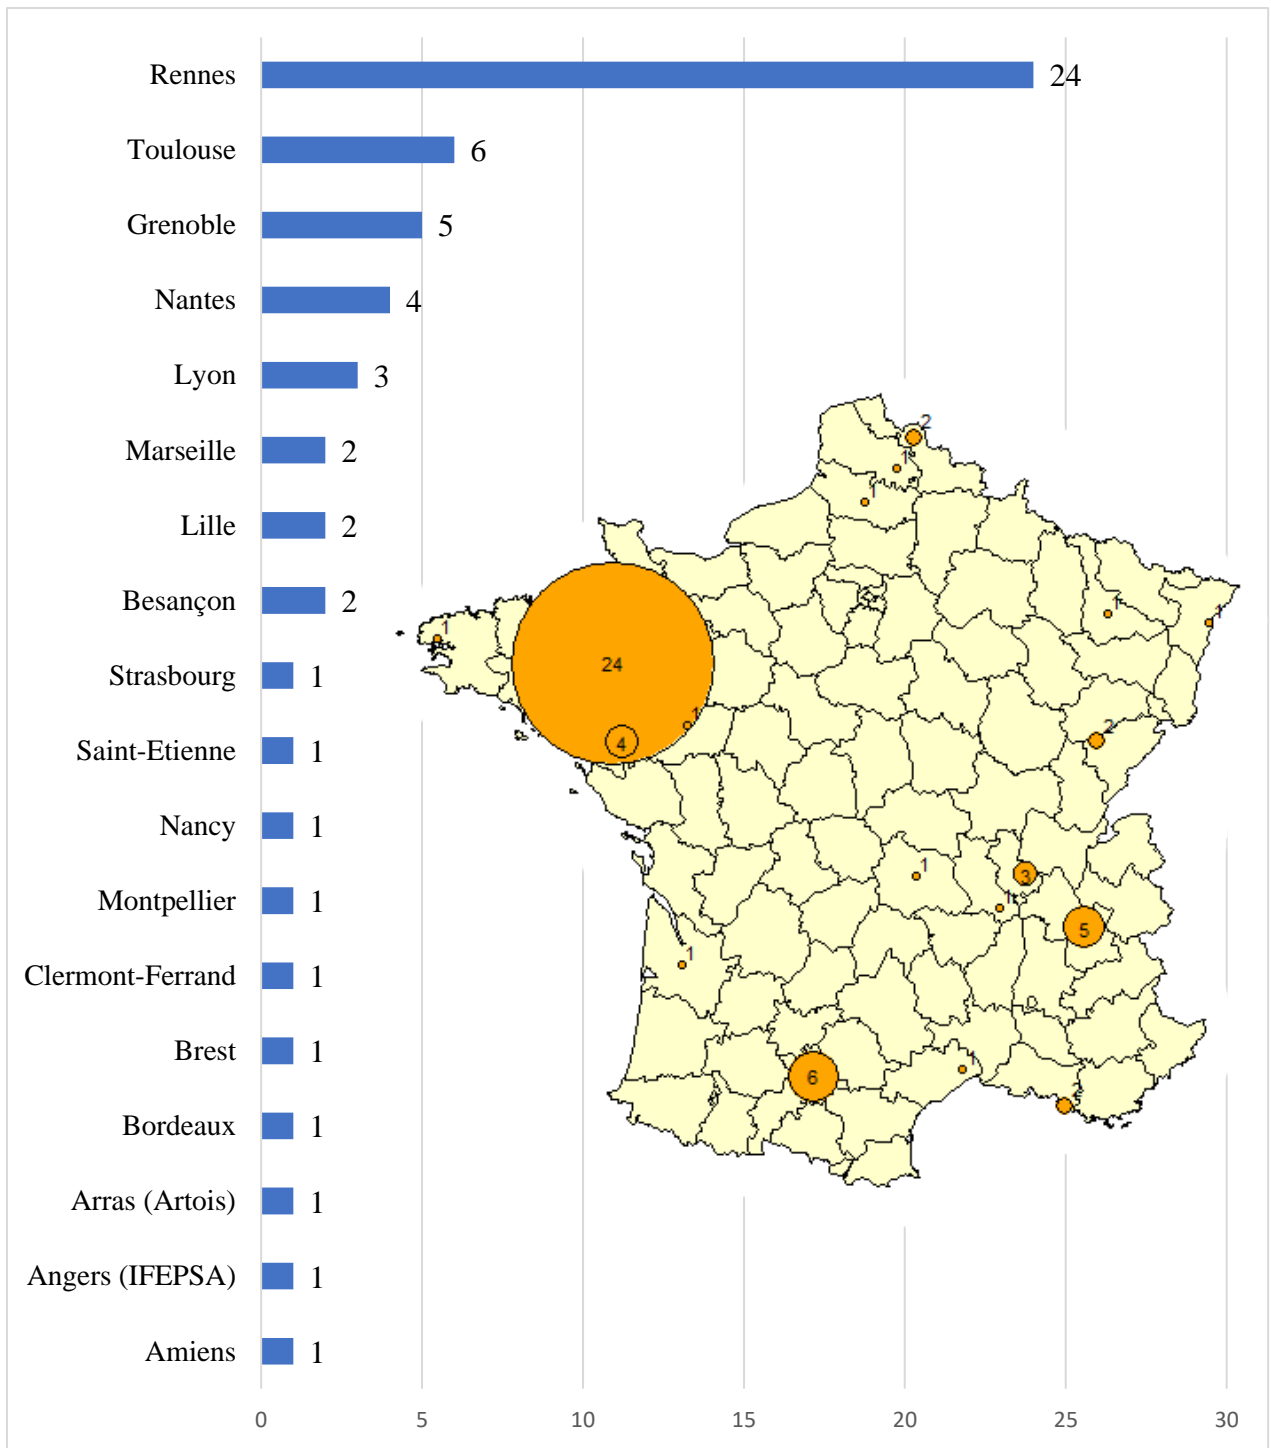 Rennes 24
Toulouse 6
Grenoble 5
Nantes 4
Lyon 3
Marseille 2
Lille 2
Besançon 2
Strasbourg 1
Saint-Etienne 1
Nancy 1
Montpellier 1
Clermont-Ferrand 1
Brest 1
Bordeaux 1
Arras (Artois) 1
Angers (IFEPSA) 1
Amiens 1
0 5 10 15 20 25 30
2
1
1
1
1
1
24
1
4
2
1
3
1
5
1
1
6
2